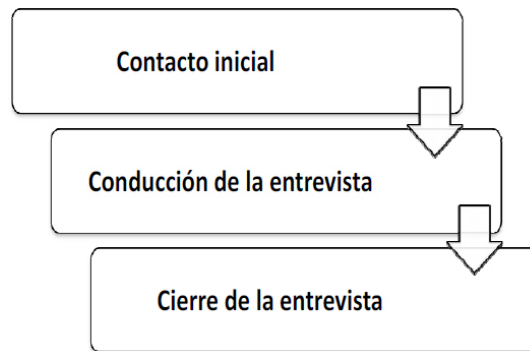 Contacto inicial
Conducción de la entrevista
Cierre de la entrevista